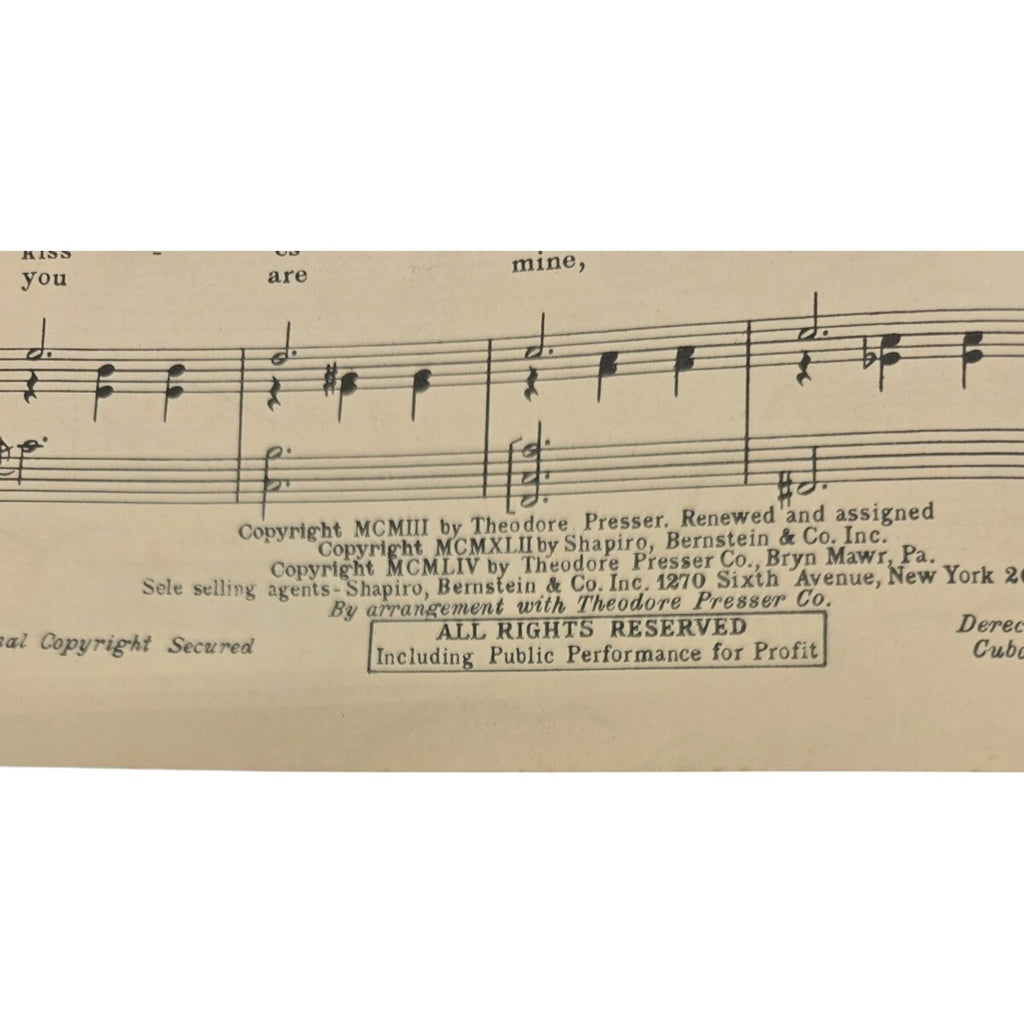 kiss - es
you are mine,
Copyright MCMIII by Theodore Presser. Renewed and assigned
Copyright MCMXLII by Shapiro, Bernstein & Co. Inc.
Copyright MCMLIV by Theodore Presser Co., Bryn Mawr, Pa.
Sele selling agents-Shapiro, Bernstein & Co. Inc. 1270 Sixth Avenue, New York
By arrangement with Theodore Presser Co.
Copyright Secured
ALL RIGHTS RESERVED
Including Public Performance for Profit